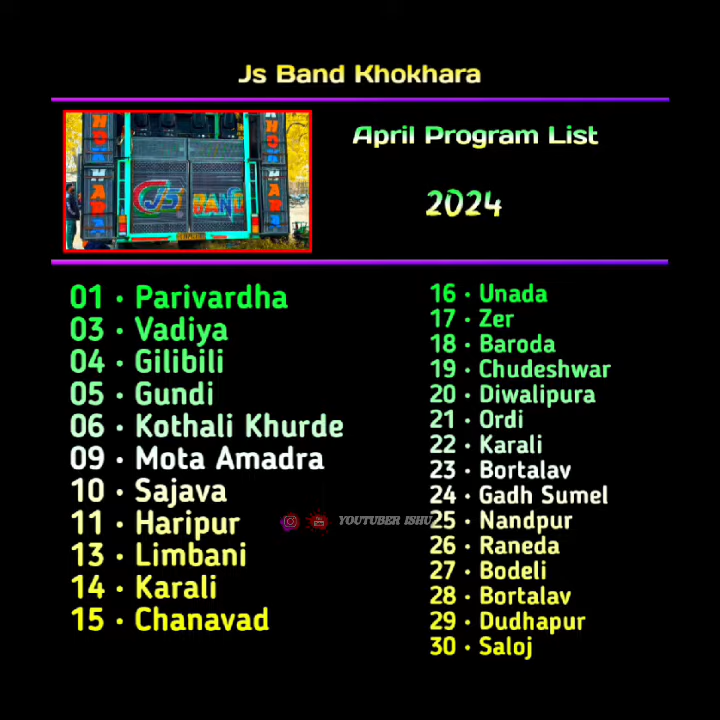 Js Band Khokhara
April Program List
2024
JS BAND
01 · Parivardha
03 · Vadiya
04 · Gilibili
05 · Gundi
06 · Kothali Khurde
09 · Mota Amadra
10 · Sajava
11 · Haripur
13 · Limbani
14 · Karali
15 · Chanavad
YOUTUBER ISHU
16 · Unada
17 · Zer
18 · Baroda
19 · Chudeshwar
20 · Diwalipura
21 · Ordi
22 · Karali
23 · Bortalav
24 · Gadh Sumel
25 · Nandpur
26 · Raneda
27 · Bodeli
28 · Bortalav
29 · Dudhapur
30 · Saloj